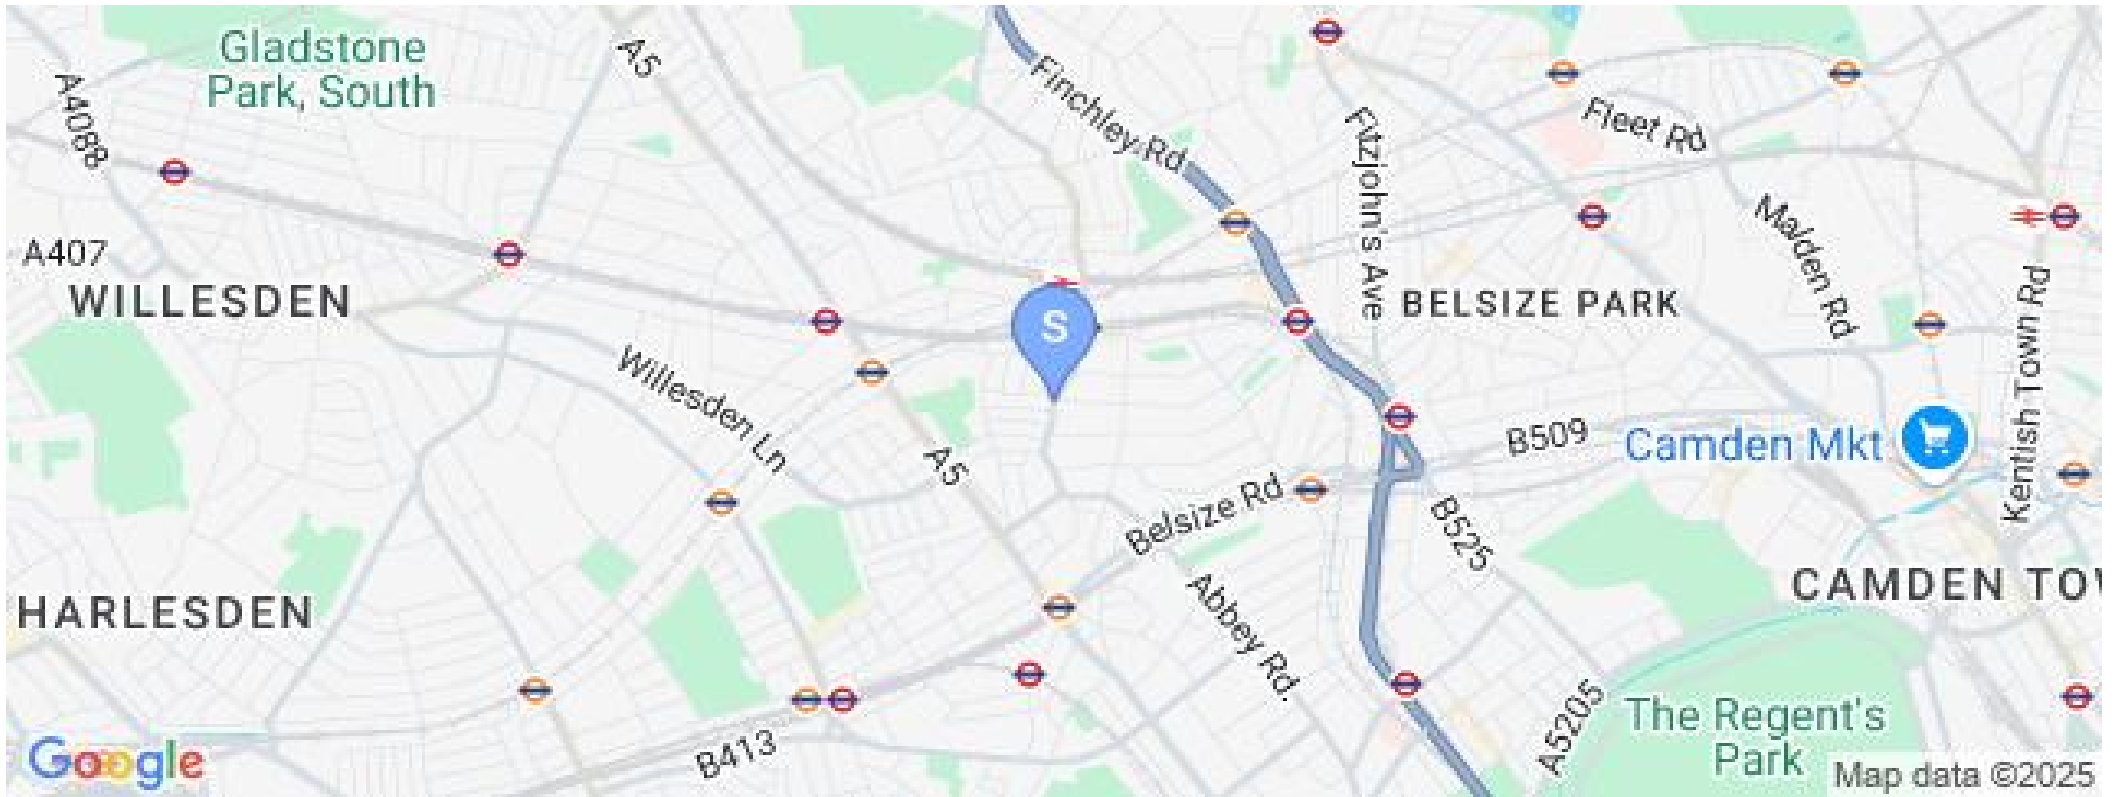 Gladstone
Park, South
A5
A4088
Finchley Rd
Fitzjohn's Ave
Fleet Rd
Malden Rd
A407
WILLESDEN
S
BELSIZE PARK
Kentish Town Rd
Willesden Ln
A5
B509
Camden Mkt
Belsize Rd
B525
Abbey Rd.
CAMDEN TOW
HARLESDEN
A5205
The Regent's
Park
B413
Google
Map data ©2025